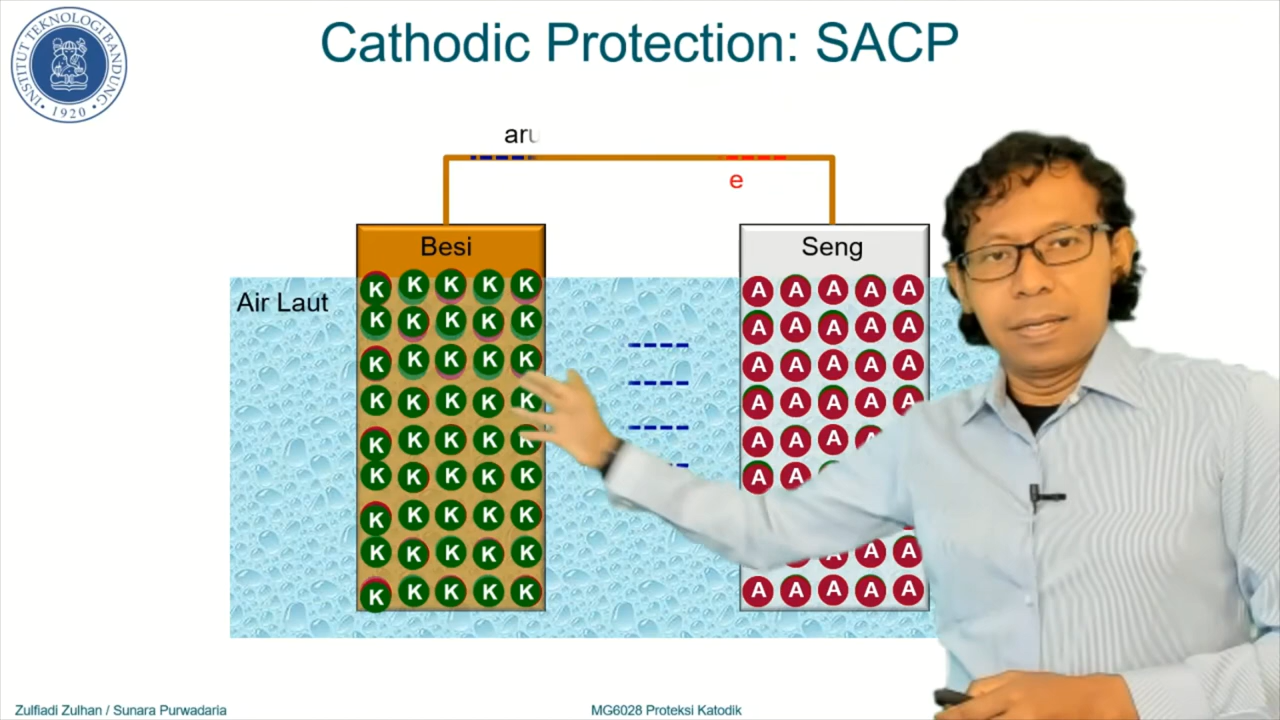 Cathodic Protection: SACP
INSTITUT TEKNOLOGI BANDUNG
1920
aru
e
Besi
Seng
Air Laut
K K K K K A A A A A
K K K K K A A A A A
K K K K K A A A A A
K K K K K A A A A A
K K K K K A A A A
K K K K K A A
K K K K K
K K K K K A A A
K K K K K A A A A A
Zulfiadi Zulhan / Sunara Purwadaria
MG6028 Proteksi Katodik